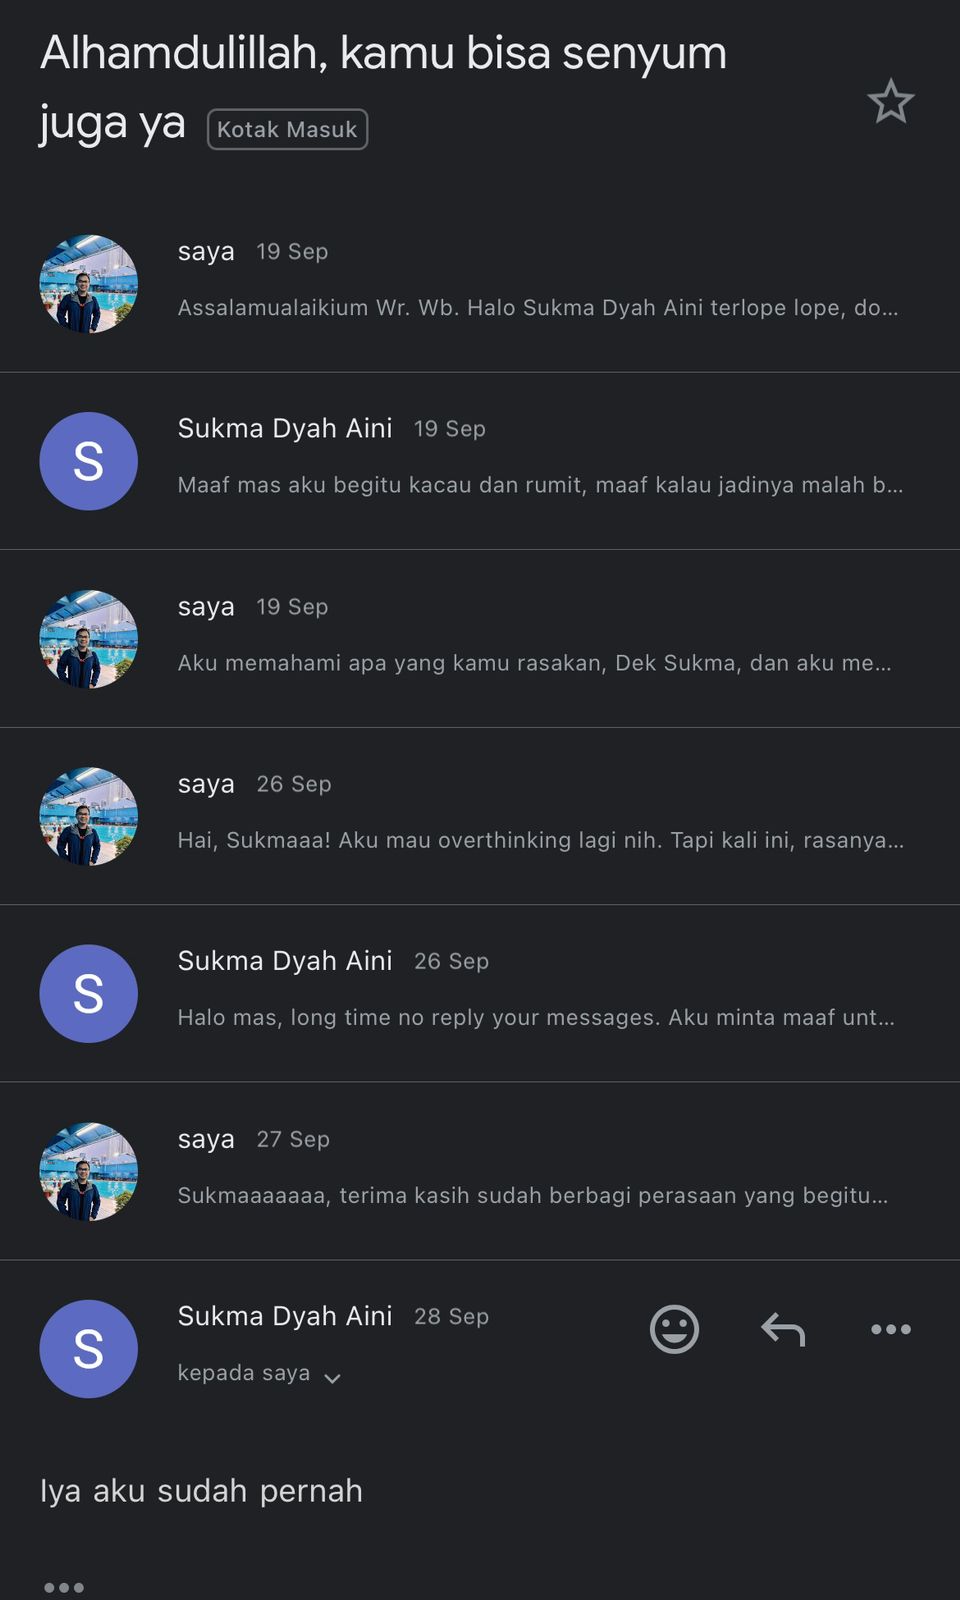 Alhamdulillah, kamu bisa senyum
juga ya Kotak Masuk
saya 19 Sep
Assalamualaikium Wr. Wb. Halo Sukma Dyah Aini terlope lope, do...
S
Sukma Dyah Aini 19 Sep
Maaf mas aku begitu kacau dan rumit, maaf kalau jadinya malah b...
saya 19 Sep
Aku memahami apa yang kamu rasakan, Dek Sukma, dan aku me...
saya 26 Sep
Hai, Sukmaaa! Aku mau overthinking lagi nih. Tapi kali ini, rasanya...
S
Sukma Dyah Aini 26 Sep
Halo mas, long time no reply your messages. Aku minta maaf unt...
saya 27 Sep
Sukmaaaaaaa, terima kasih sudah berbagi perasaan yang begitu...
S
Sukma Dyah Aini 28 Sep
kepada saya
Iya aku sudah pernah